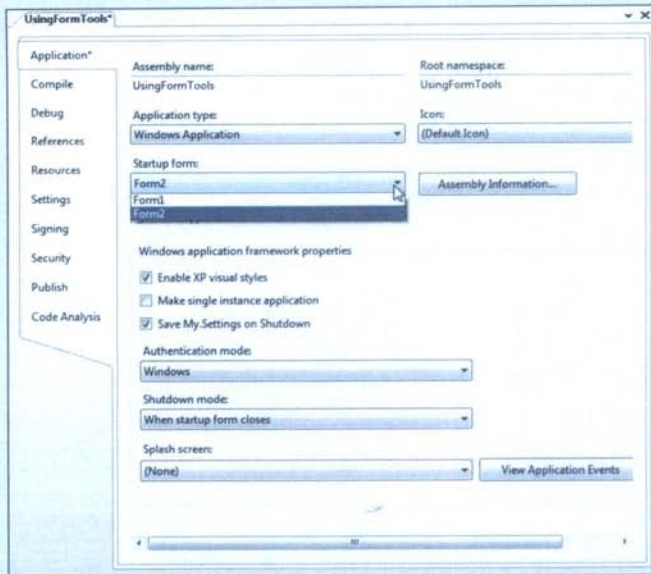 UsingFormTools*
Application*
Compile
Debug
References
Resources
Settings
Signing
Security
Publish
Code Analysis
Assembly name:
UsingFormTools
Root namespace:
UsingFormTools
Application type:
Windows Application
Icon:
(Default Icon)
Startup form:
Form2
Form1
Form2
Assembly Information...
Windows application framework properties
Enable XP visual styles
Make single instance application
Save My.Settings on Shutdown
Authentication mode:
Windows
Shutdown mode:
When startup form closes
Splash screen:
(None)
View Application Events